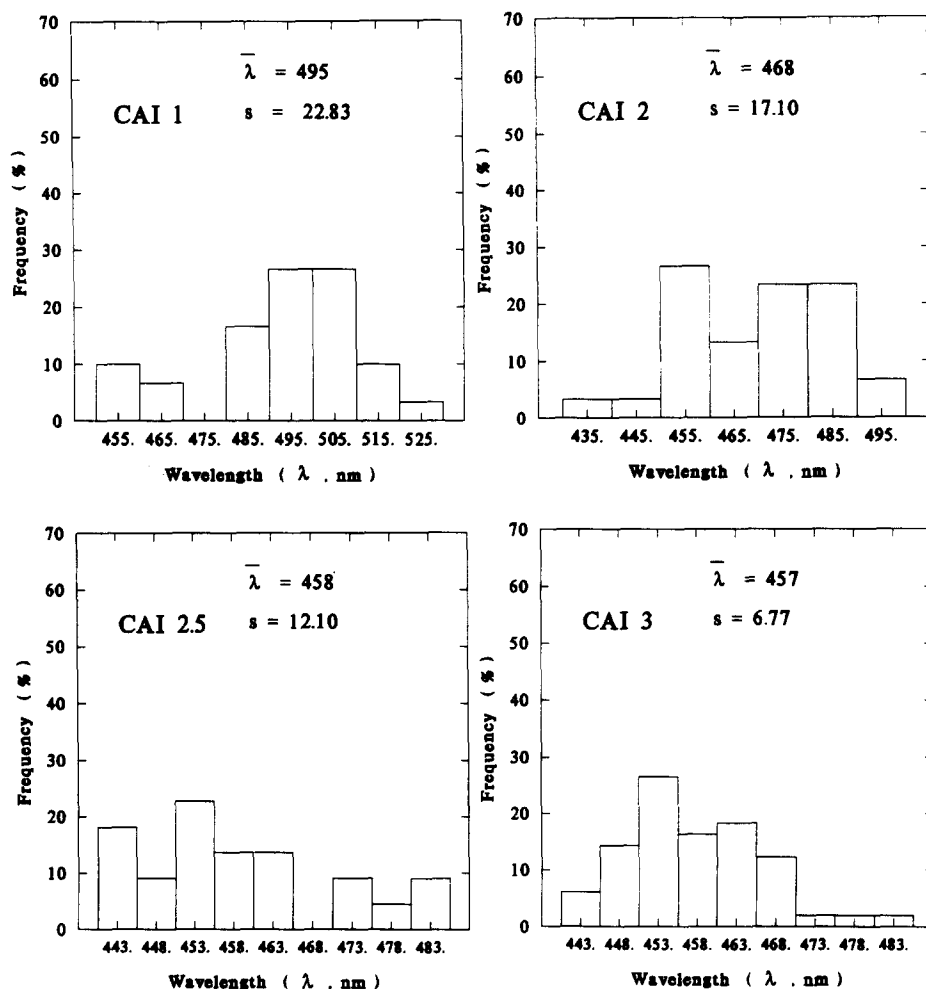 70
60
50
40
30
20
10
0
Frequency ( % )
λ = 495
CAI 1 s = 22.83
455. 465. 475. 485. 495. 505. 515. 525.
Wavelength ( λ , nm )
70
60
50
40
30
20
10
0
Frequency ( % )
λ = 468
CAI 2 s = 17.10
435. 445. 455. 465. 475. 485. 495.
Wavelength ( λ , nm )
70
60
50
40
30
20
10
0
Frequency ( % )
λ = 458
CAI 2.5 s = 12.10
443. 448. 453. 458. 463. 468. 473. 478. 483.
Wavelength ( λ , nm )
70
60
50
40
30
20
10
0
Frequency ( % )
λ = 457
CAI 3 s = 6.77
443. 448. 453. 458. 463. 468. 473. 478. 483.
Wavelength ( λ , nm )